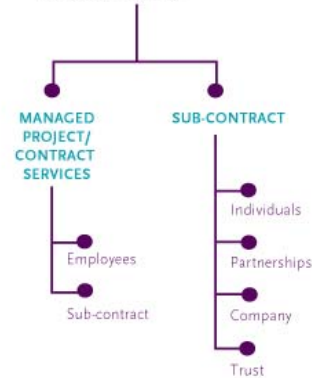 MANAGED
PROJECT/
CONTRACT
SERVICES
Employees
Sub-contract
SUB-CONTRACT
Individuals
Partnerships
Company
Trust